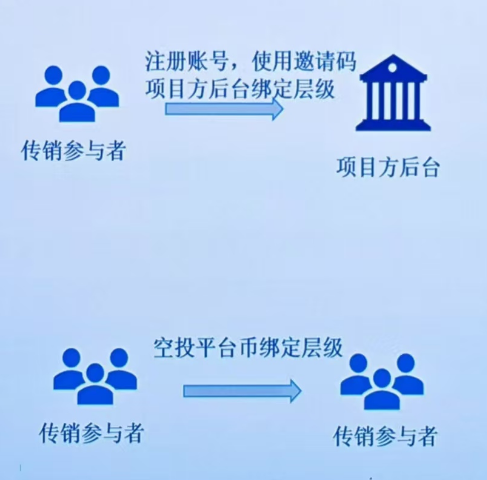 注册账号，使用邀请码
项目方后台绑定层级
传销参与者
项目方后台
空投平台币绑定层级
传销参与者
传销参与者